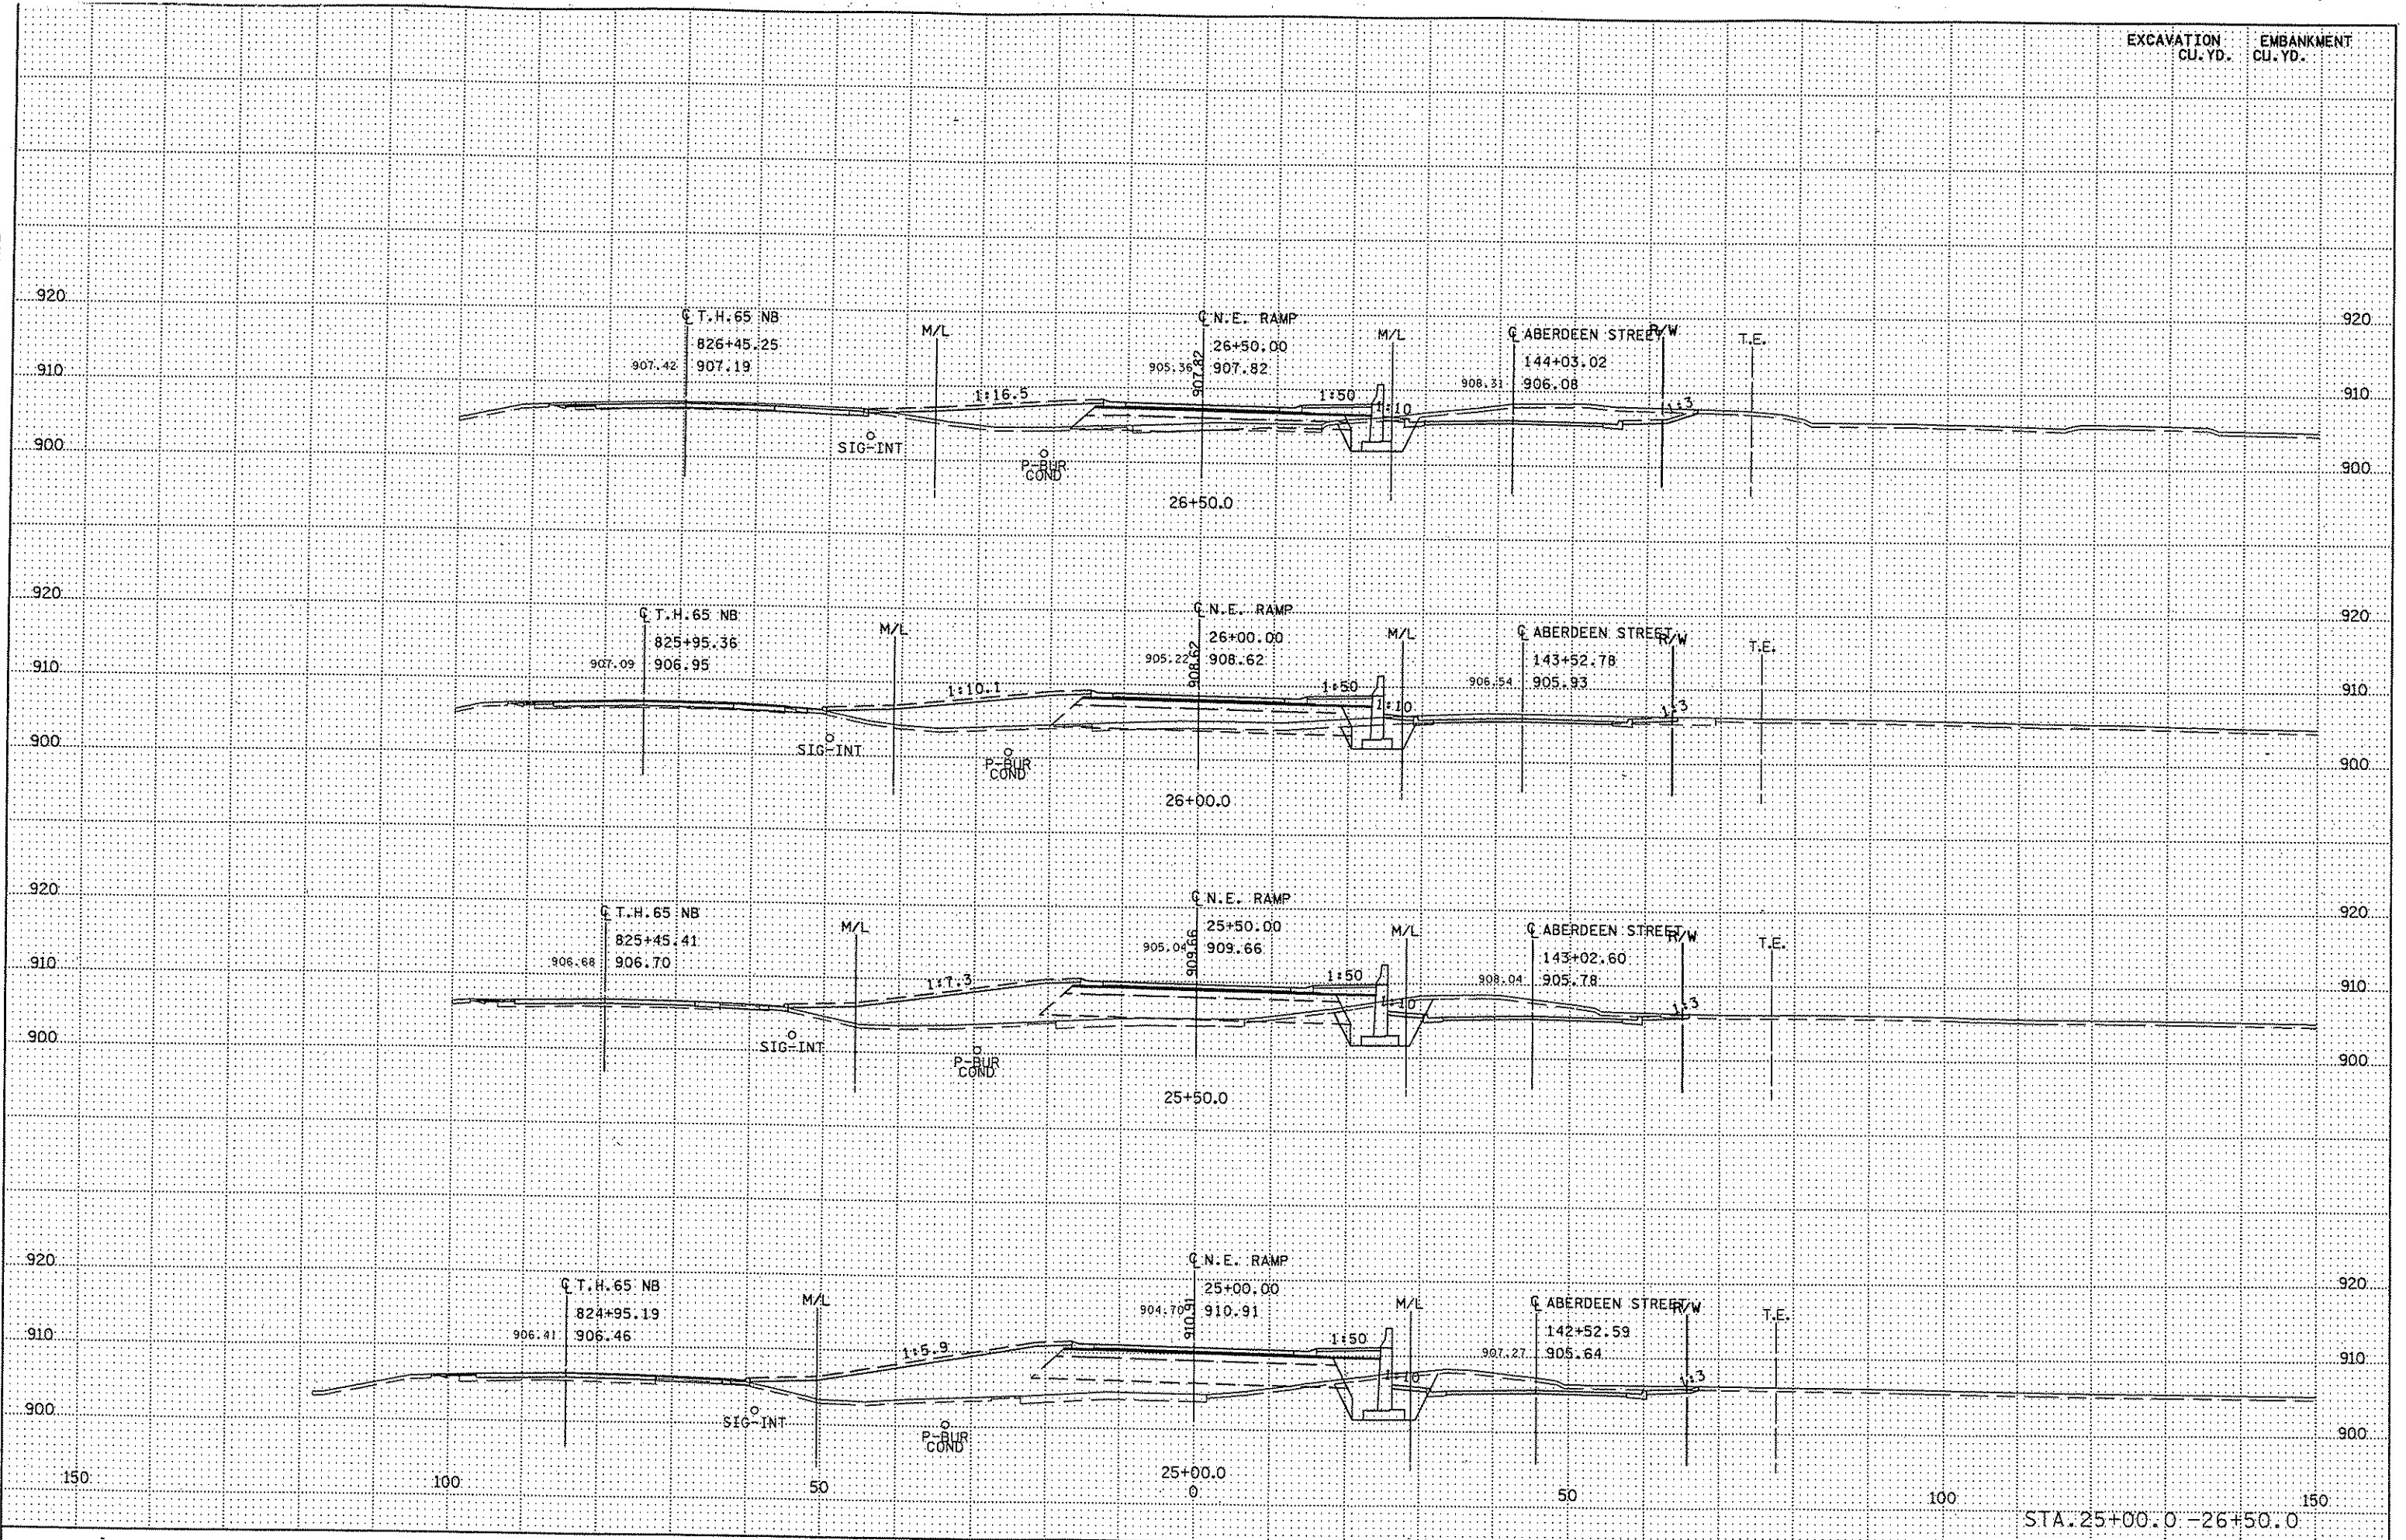 EXCAVATION EMBANKMENT
CU.YD. CU.YD.
920 ℄ T.H.65 NB ℄ N.E. RAMP 920
M/L M/L ℄ ABERDEEN STREET R/W T.E.
826+45.25 26+50.00 144+03.02
910 907.42 907.19 905.36 907.82 907.82 908.31 906.08 910
1:16.5 1:50 1:10 1:3
900 SIG-INT P-BUR 900
COND
26+50.0
920 ℄ T.H.65 NB ℄ N.E. RAMP 920
M/L M/L ℄ ABERDEEN STREET R/W T.E.
825+95.36 26+00.00 143+52.78
910 907.09 906.95 905.22 908.62 908.62 906.54 905.93 910
1:10.1 1:50 1:10 1:3
900 SIG-INT P-BUR 900
COND
26+00.0
920 ℄ T.H.65 NB ℄ N.E. RAMP 920
M/L M/L ℄ ABERDEEN STREET R/W T.E.
825+45.41 25+50.00 143+02.60
910 906.68 906.70 905.04 909.66 909.66 908.04 905.78 910
1:7.3 1:50 1:10 1:3
900 SIG-INT P-BUR 900
COND
25+50.0
920 ℄ T.H.65 NB ℄ N.E. RAMP 920
M/L M/L ℄ ABERDEEN STREET R/W T.E.
824+95.19 25+00.00 142+52.59
910 906.41 906.46 904.70 910.91 910.91 907.27 905.64 910
1:5.9 1:50 1:10 1:3
900 SIG-INT P-BUR 900
COND
25+00.0
150 100 50 0 50 100 150
STA.25+00.0 -26+50.0